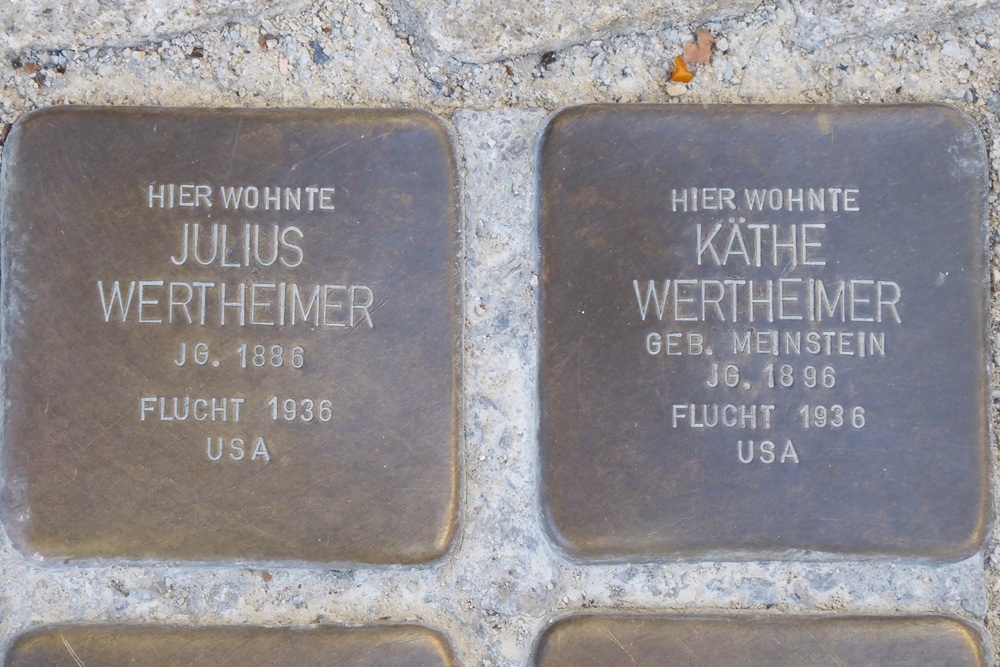 HIER WOHNTE
JULIUS
WERTHEIMER
JG. 1886
FLUCHT 1936
USA
HIER WOHNTE
KÄTHE
WERTHEIMER
GEB. MEINSTEIN
JG. 1896
FLUCHT 1936
USA